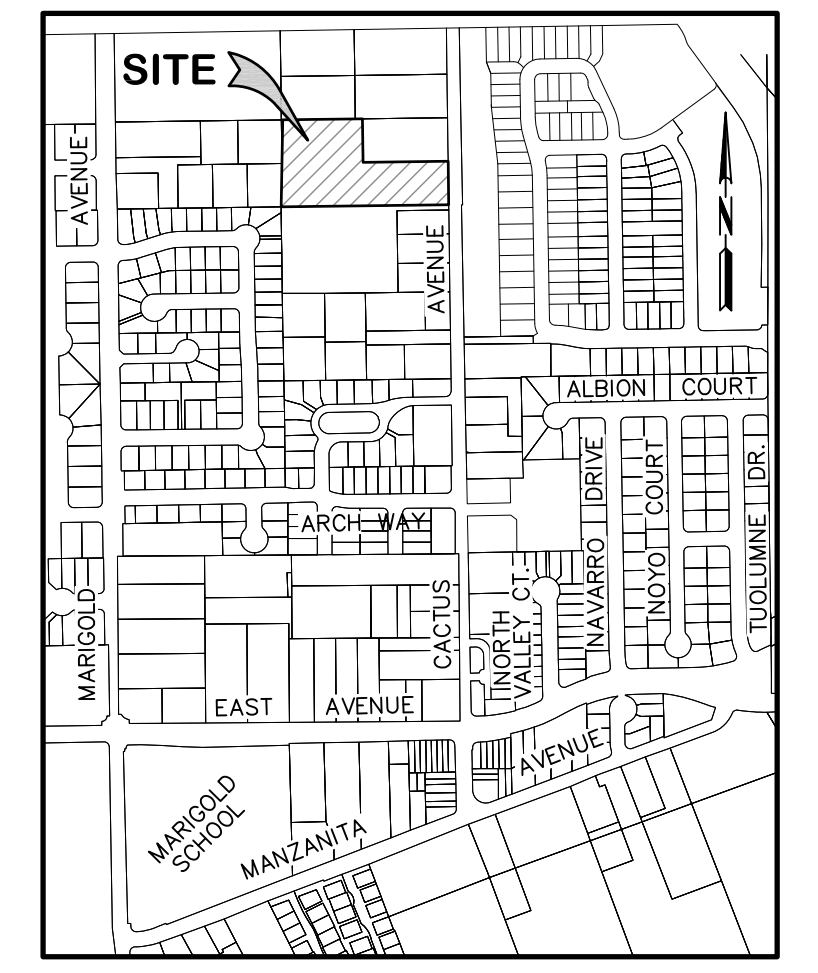 SITE
AVENUE
AVENUE
N
ALBION COURT
DRIVE
COURT
DR.
ARCH WAY
NAVARRO
NOYO
TUOLUMNE
CACTUS
NORTH
VALLEY CT.
MARIGOLD
EAST AVENUE
AVENUE
MARIGOLD
SCHOOL
MANZANITA